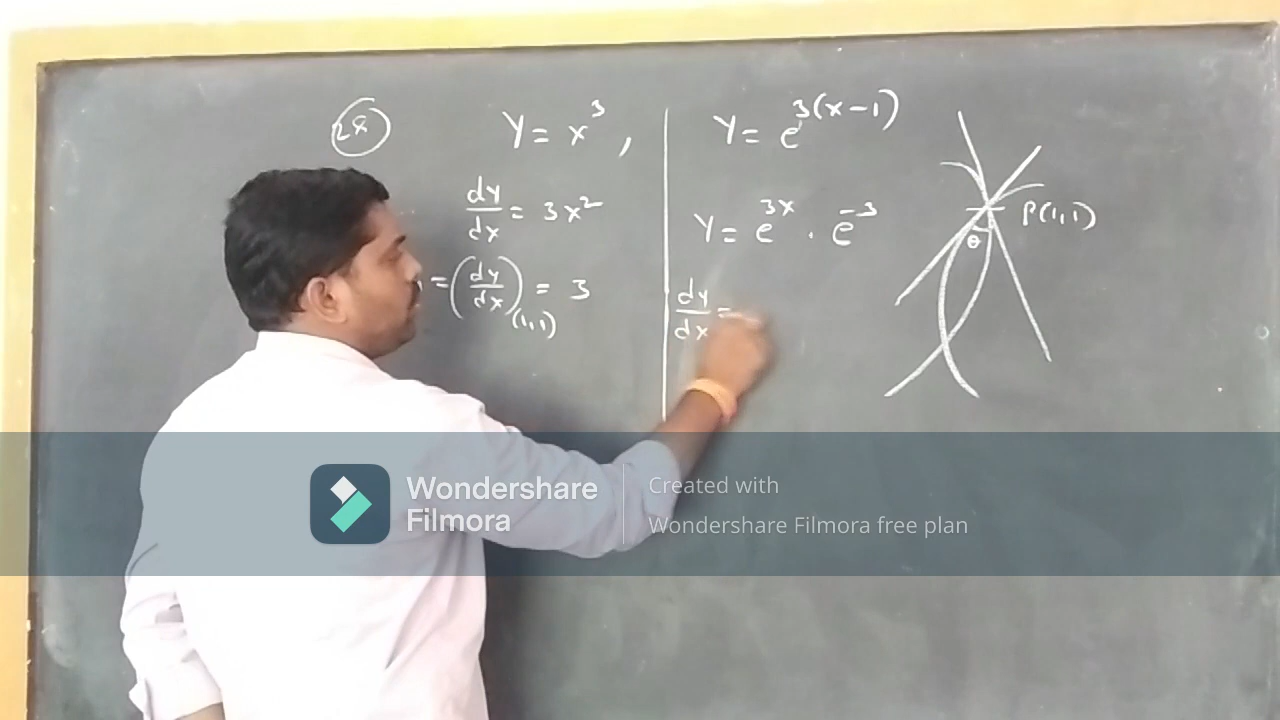 28
y = x³,
dy/dx = 3x²
= (dy/dx)(1,1) = 3
y = e^{3(x-1)}
y = e^{3x} . e^{-3}
dy/dx =
P(1,1)
θ
Wondershare Filmora
Created with
Wondershare Filmora free plan